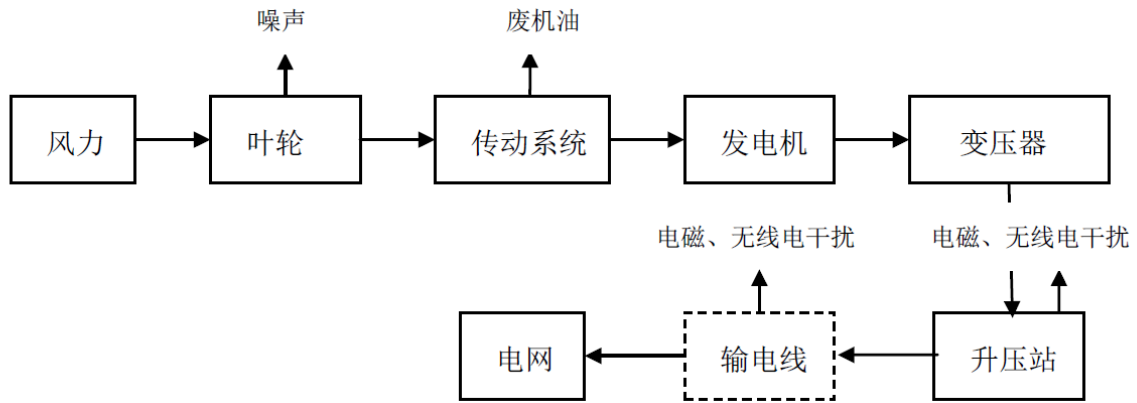 噪声
废机油
风力
叶轮
传动系统
发电机
变压器
电磁、无线电干扰
电磁、无线电干扰
电网
输电线
升压站